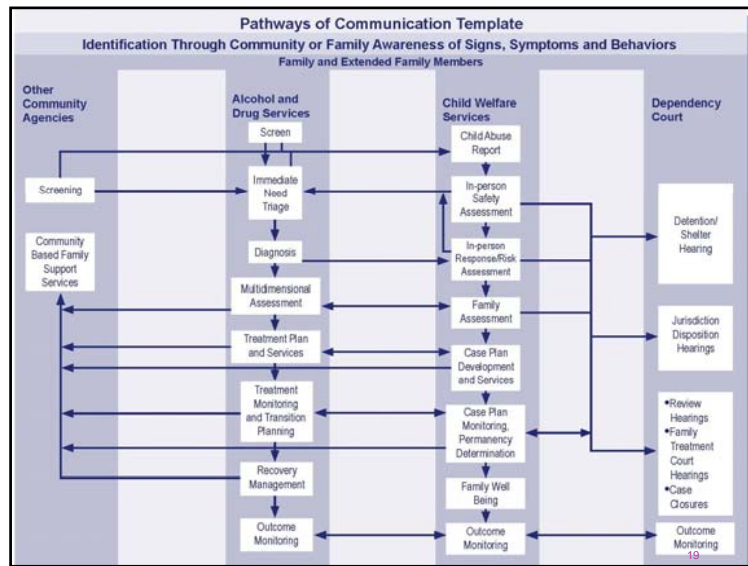 Pathways of Communication Template
Identification Through Community or Family Awareness of Signs, Symptoms and Behaviors
Family and Extended Family Members
Other
Community
Agencies
Screening
Community
Based Family
Support
Services
Alcohol and
Drug Services
Screen
Immediate
Need
Triage
Diagnosis
Multidimensional
Assessment
Treatment Plan
and Services
Treatment
Monitoring
and Transition
Planning
Recovery
Management
Outcome
Monitoring
Child Welfare
Services
Child Abuse
Report
In-person
Safety
Assessment
In-person
Response/Risk
Assessment
Family
Assessment
Case Plan
Development
and Services
Case Plan
Monitoring,
Permanency
Determination
Family Well
Being
Outcome
Monitoring
Dependency
Court
Detention/
Shelter
Hearing
Jurisdiction
Disposition
Hearings
•Review
Hearings
•Family
Treatment
Court
Hearings
•Case
Closures
Outcome
Monitoring
19